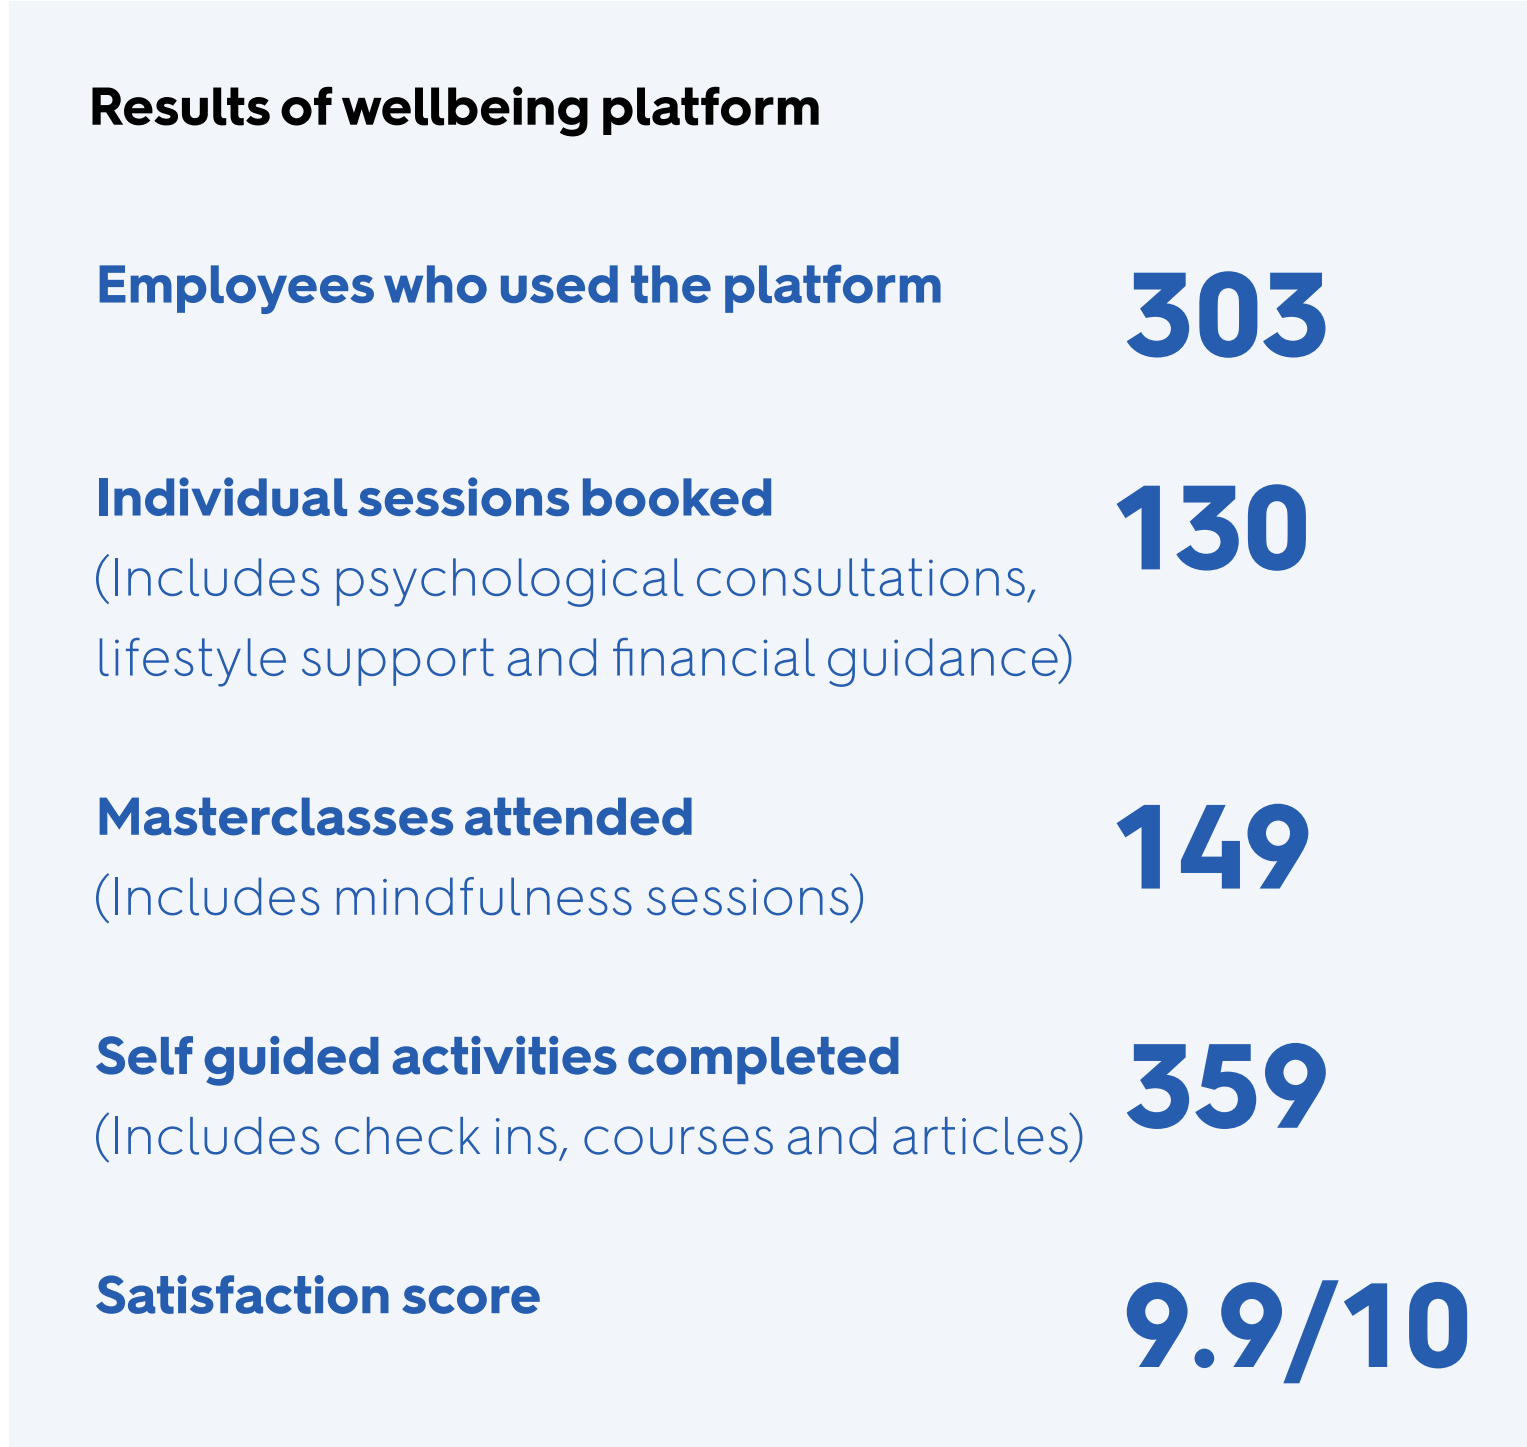 Results of wellbeing platform
Employees who used the platform
303
Individual sessions booked
130
(Includes psychological consultations,
lifestyle support and financial guidance)
Masterclasses attended
149
(Includes mindfulness sessions)
Self guided activities completed
359
(Includes check ins, courses and articles)
Satisfaction score
9.9/10